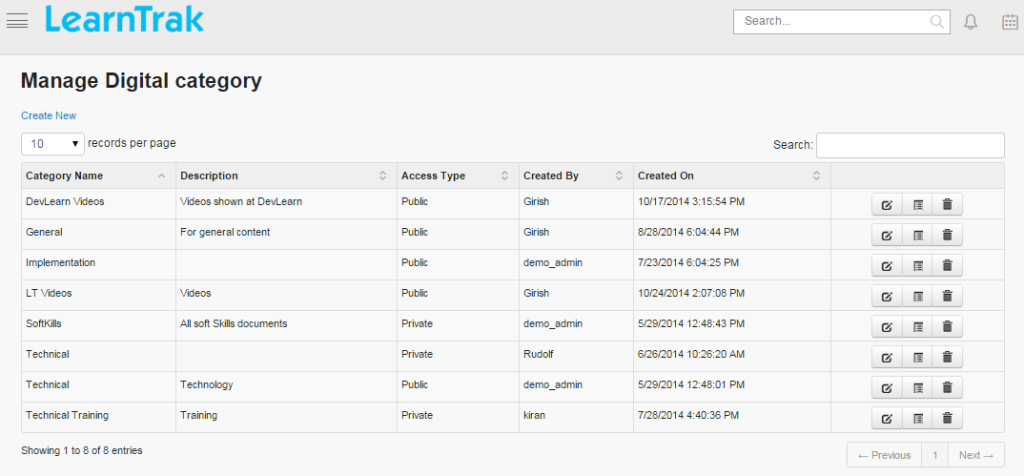 LearnTrak
Search...
Manage Digital category
Create New
10 records per page Search:
Category Name Description Access Type Created By Created On
DevLearn Videos Videos shown at DevLearn Public Girish 10/17/2014 3:15:54 PM
General For general content Public Girish 8/28/2014 6:04:44 PM
Implementation Public demo_admin 7/23/2014 6:04:25 PM
LT Videos Videos Public Girish 10/24/2014 2:07:08 PM
SoftKills All soft Skills documents Private demo_admin 5/29/2014 12:48:43 PM
Technical Private Rudolf 6/26/2014 10:26:20 AM
Technical Technology Public demo_admin 5/29/2014 12:48:01 PM
Technical Training Training Private kiran 7/28/2014 4:40:36 PM
Showing 1 to 8 of 8 entries ← Previous 1 Next →